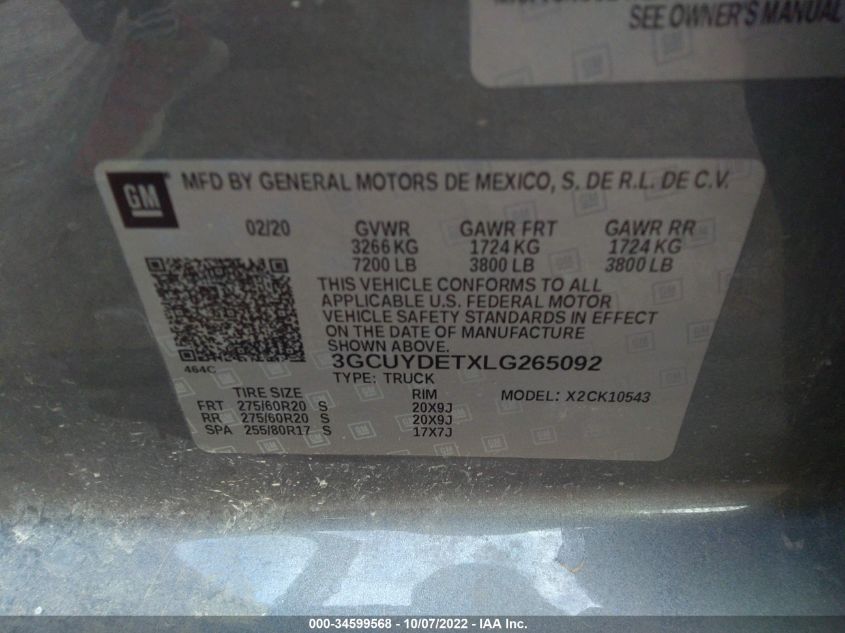 SEE OWNER'S MANUAL
GM
MFD BY GENERAL MOTORS DE MEXICO, S. DE R.L. DE C.V.
02/20 GVWR GAWR FRT GAWR RR
3266 KG 1724 KG 1724 KG
7200 LB 3800 LB 3800 LB
THIS VEHICLE CONFORMS TO ALL
APPLICABLE U.S. FEDERAL MOTOR
VEHICLE SAFETY STANDARDS IN EFFECT
ON THE DATE OF MANUFACTURE
SHOWN ABOVE.
464C
3GCUYDETXLG265092
TYPE: TRUCK
TIRE SIZE RIM MODEL: X2CK10543
FRT 275/60R20 S 20X9J
RR 275/60R20 S 20X9J
SPA 255/80R17 S 17X7J
000-34599568 - 10/07/2022 - IAA Inc.